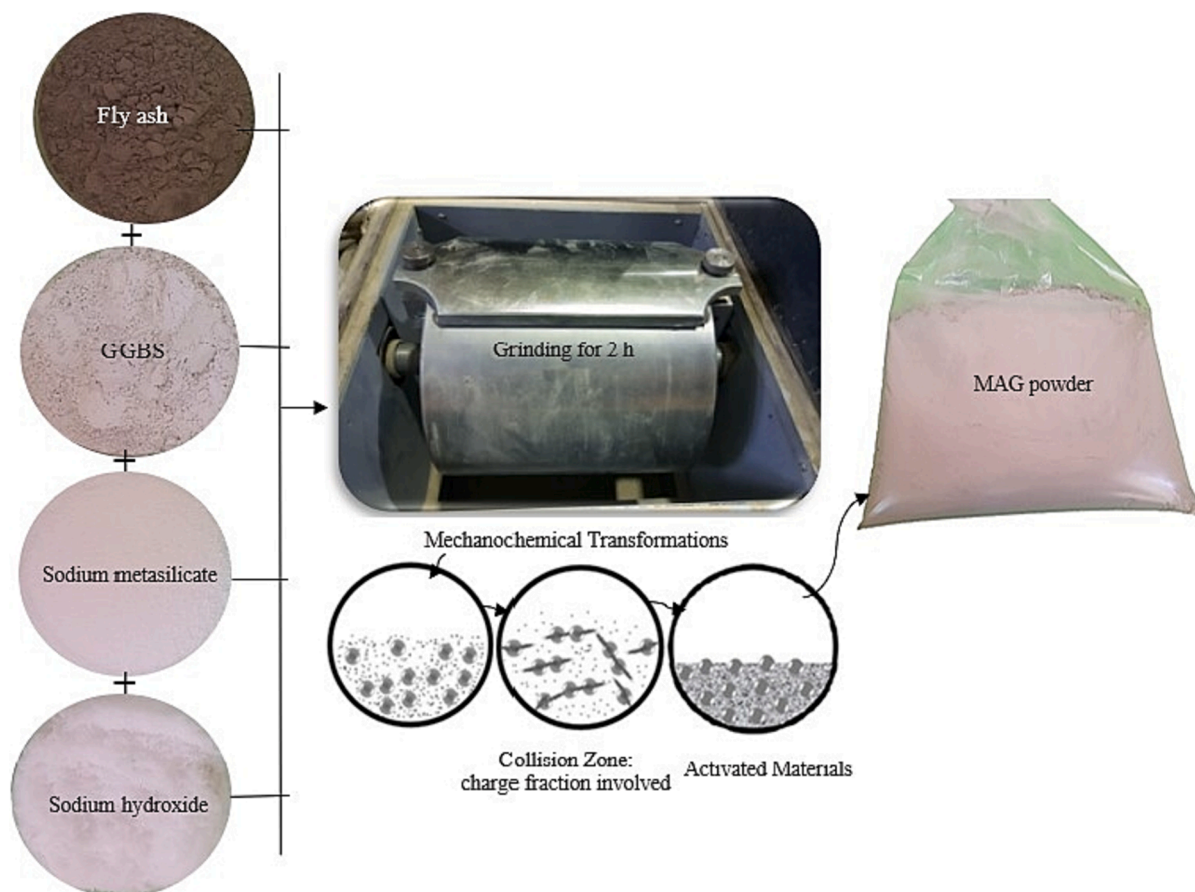 Fly ash
+
GGBS
+
Sodium metasilicate
+
Sodium hydroxide
Grinding for 2 h
MAG powder
Mechanochemical Transformations
Collision Zone:
charge fraction involved
Activated Materials